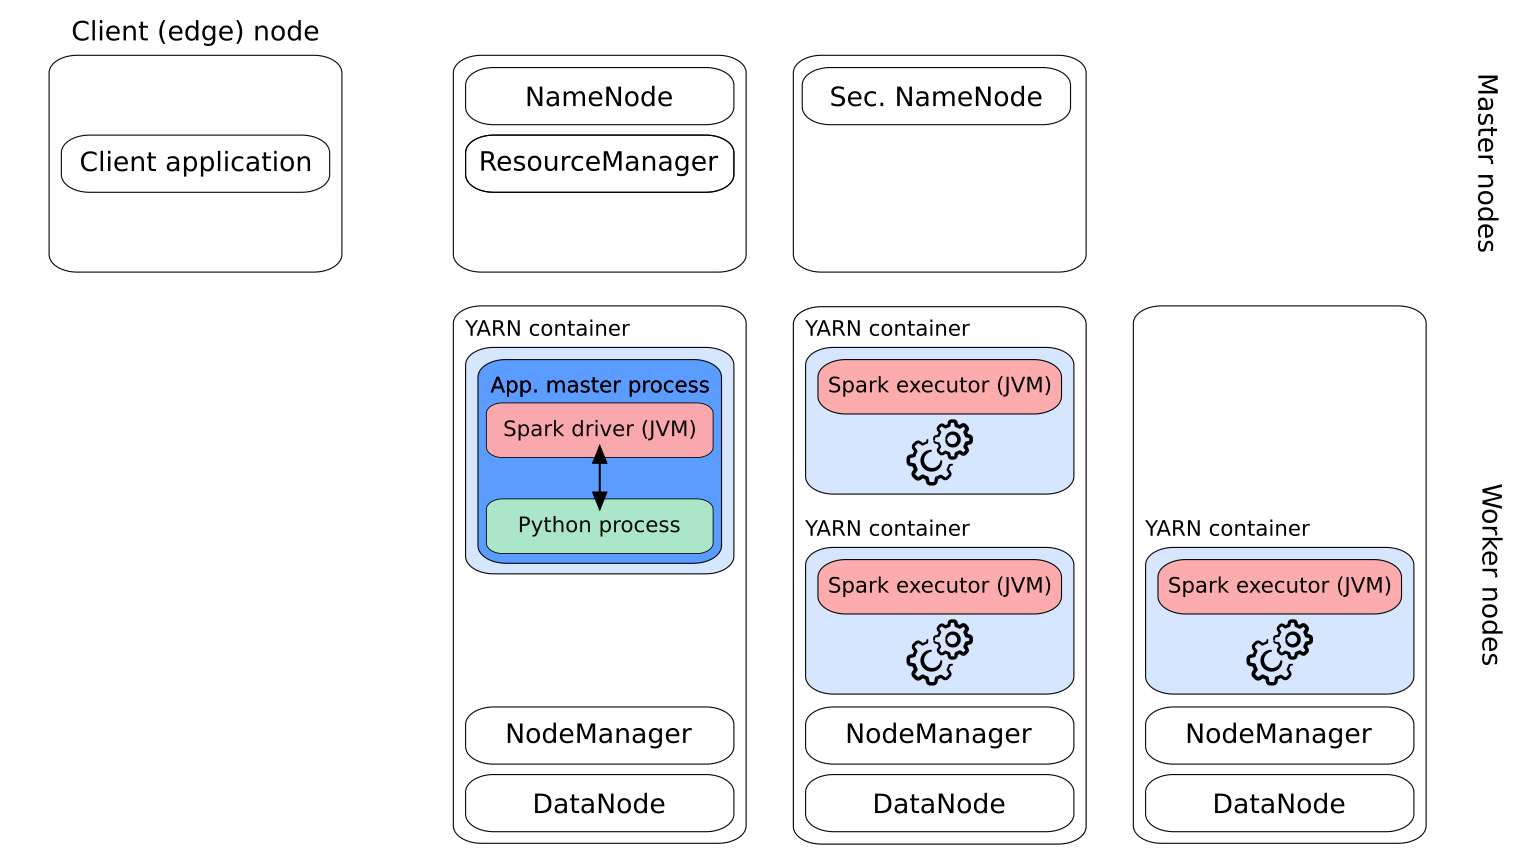 Client (edge) node
Client application
NameNode
ResourceManager
Sec. NameNode
Master nodes
YARN container
App. master process
Spark driver (JVM)
Python process
NodeManager
DataNode
YARN container
Spark executor (JVM)
YARN container
Spark executor (JVM)
NodeManager
DataNode
YARN container
Spark executor (JVM)
NodeManager
DataNode
Worker nodes